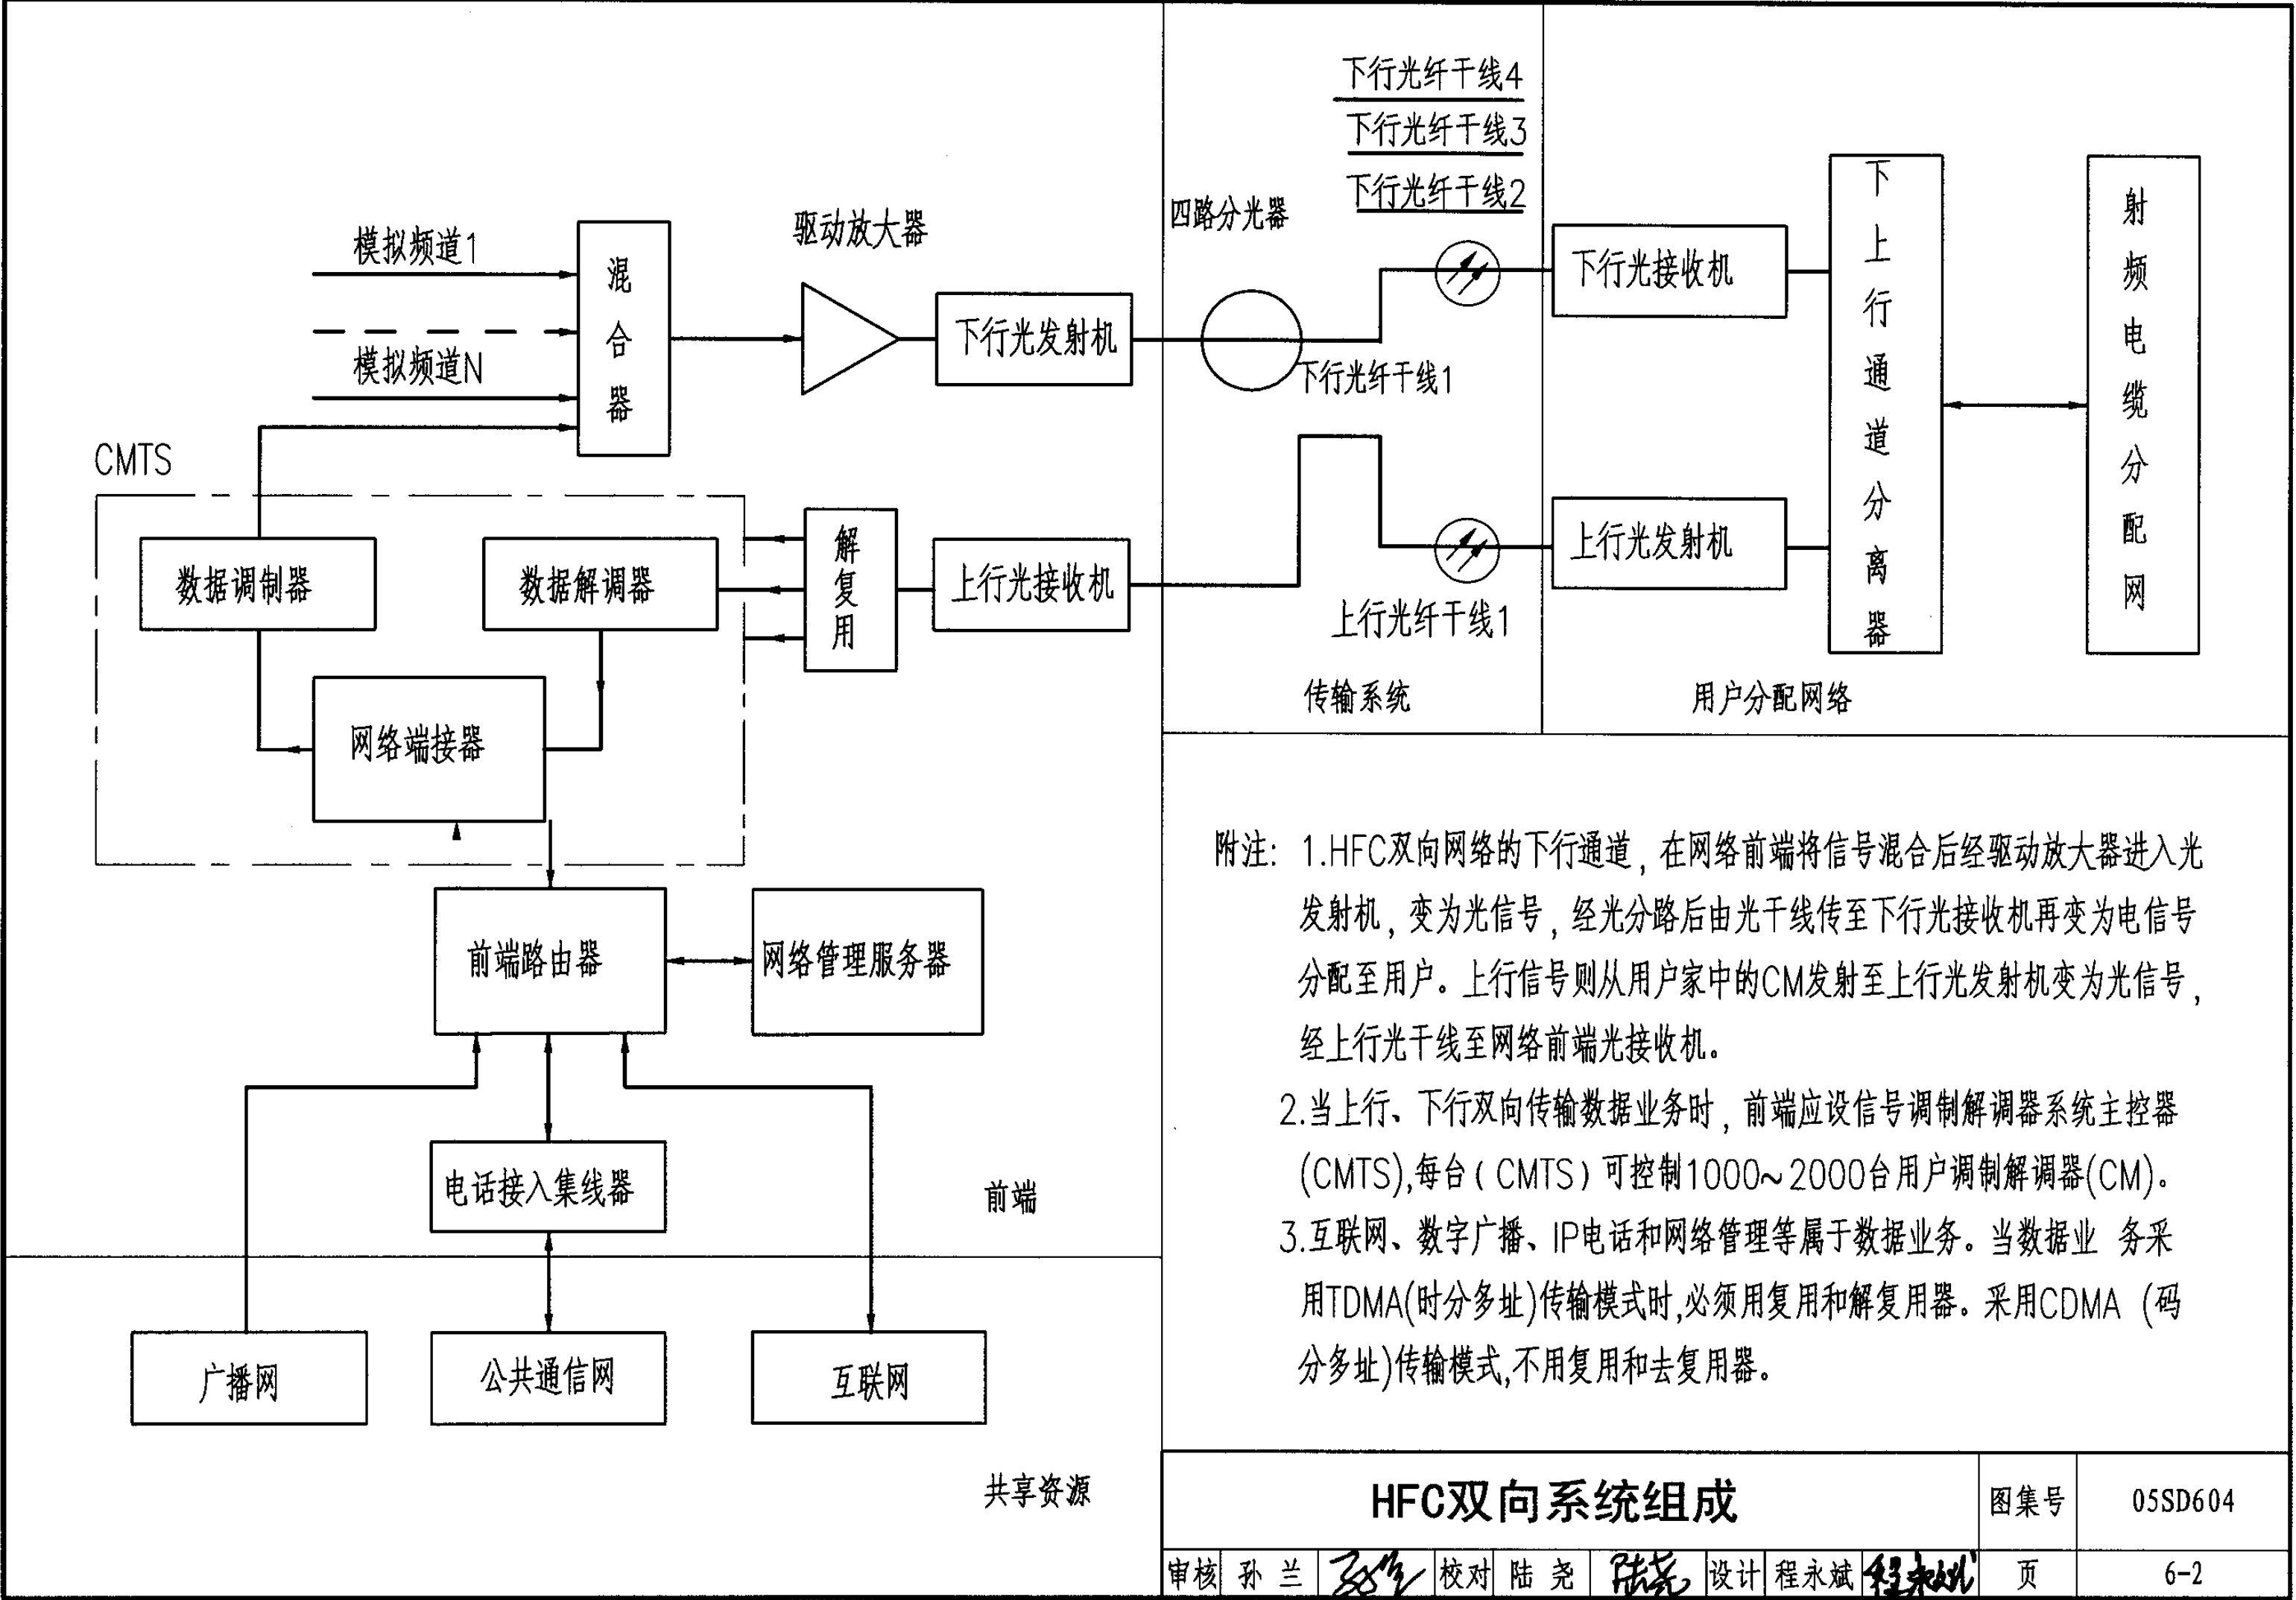 下行光纤干线4
下行光纤干线3
下行光纤干线2
四路分光器
驱动放大器
模拟频道1
模拟频道N
混合器
下行光发射机
下行光纤干线1
下行光接收机
下上行通道分离器
射频电缆分配网
CMTS
数据调制器
数据解调器
解复用
上行光接收机
上行光发射机
上行光纤干线1
网络端接器
传输系统
用户分配网络
前端路由器
网络管理服务器
电话接入集线器
前端
广播网
公共通信网
互联网
共享资源
附注: 1.HFC双向网络的下行通道,在网络前端将信号混合后经驱动放大器进入光
发射机,变为光信号,经光分路后由光干线传至下行光接收机再变为电信号
分配至用户。上行信号则从用户家中的CM发射至上行光发射机变为光信号,
经上行光干线至网络前端光接收机。
2.当上行、下行双向传输数据业务时,前端应设信号调制解调器系统主控器
(CMTS),每台(CMTS)可控制1000~2000台用户调制解调器(CM)。
3.互联网、数字广播、IP电话和网络管理等属于数据业务。当数据业 务采
用TDMA(时分多址)传输模式时,必须用复用和解复用器。采用CDMA (码
分多址)传输模式,不用复用和去复用器。
HFC双向系统组成
图集号
05SD604
审核 孙 兰 校对 陆 尧 陆尧 设计 程永斌 程永斌 页 6-2